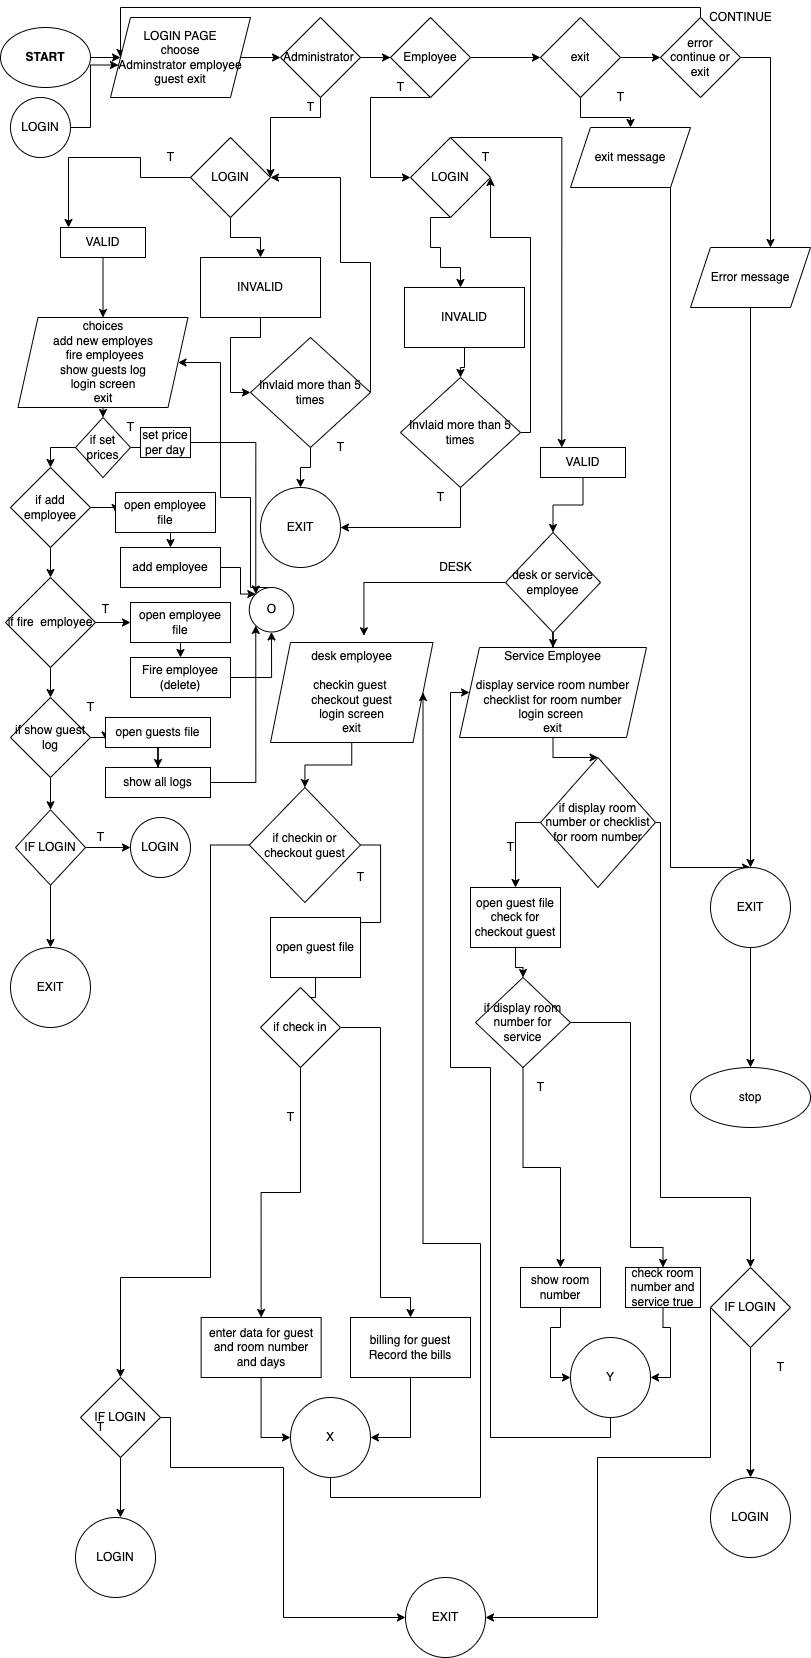 CONTINUE
START
LOGIN PAGE
choose
Adminstrator employee
guest exit
Administrator
Employee
exit
error
continue or
exit
LOGIN
T
T
T
exit message
T
LOGIN
LOGIN
T
VALID
INVALID
Error message
INVALID
choices
add new employes
fire employees
show guests log
login screen
exit
Invlaid more than 5
times
Invlaid more than 5
times
T
if set
prices
set price
per day
T
VALID
T
if add
employee
open employee
file
EXIT
add employee
DESK
desk or service
employee
O
if fire  employee
T
open employee
file
Fire employee
(delete)
desk employee
checkin guest
checkout guest
login screen
exit
Service Employee
display service room number
checklist for room number
login screen
exit
T
if show guest
log
open guests file
show all logs
if display room
number or checklist
for room number
IF LOGIN
T
LOGIN
if checkin or
checkout guest
T
T
open guest file
check for
checkout guest
EXIT
open guest file
EXIT
if check in
if display room
number for
service
T
T
stop
show room
number
check room
number and
service true
IF LOGIN
enter data for guest
and room number
and days
billing for guest
Record the bills
T
Y
IF LOGIN
T
X
LOGIN
LOGIN
EXIT